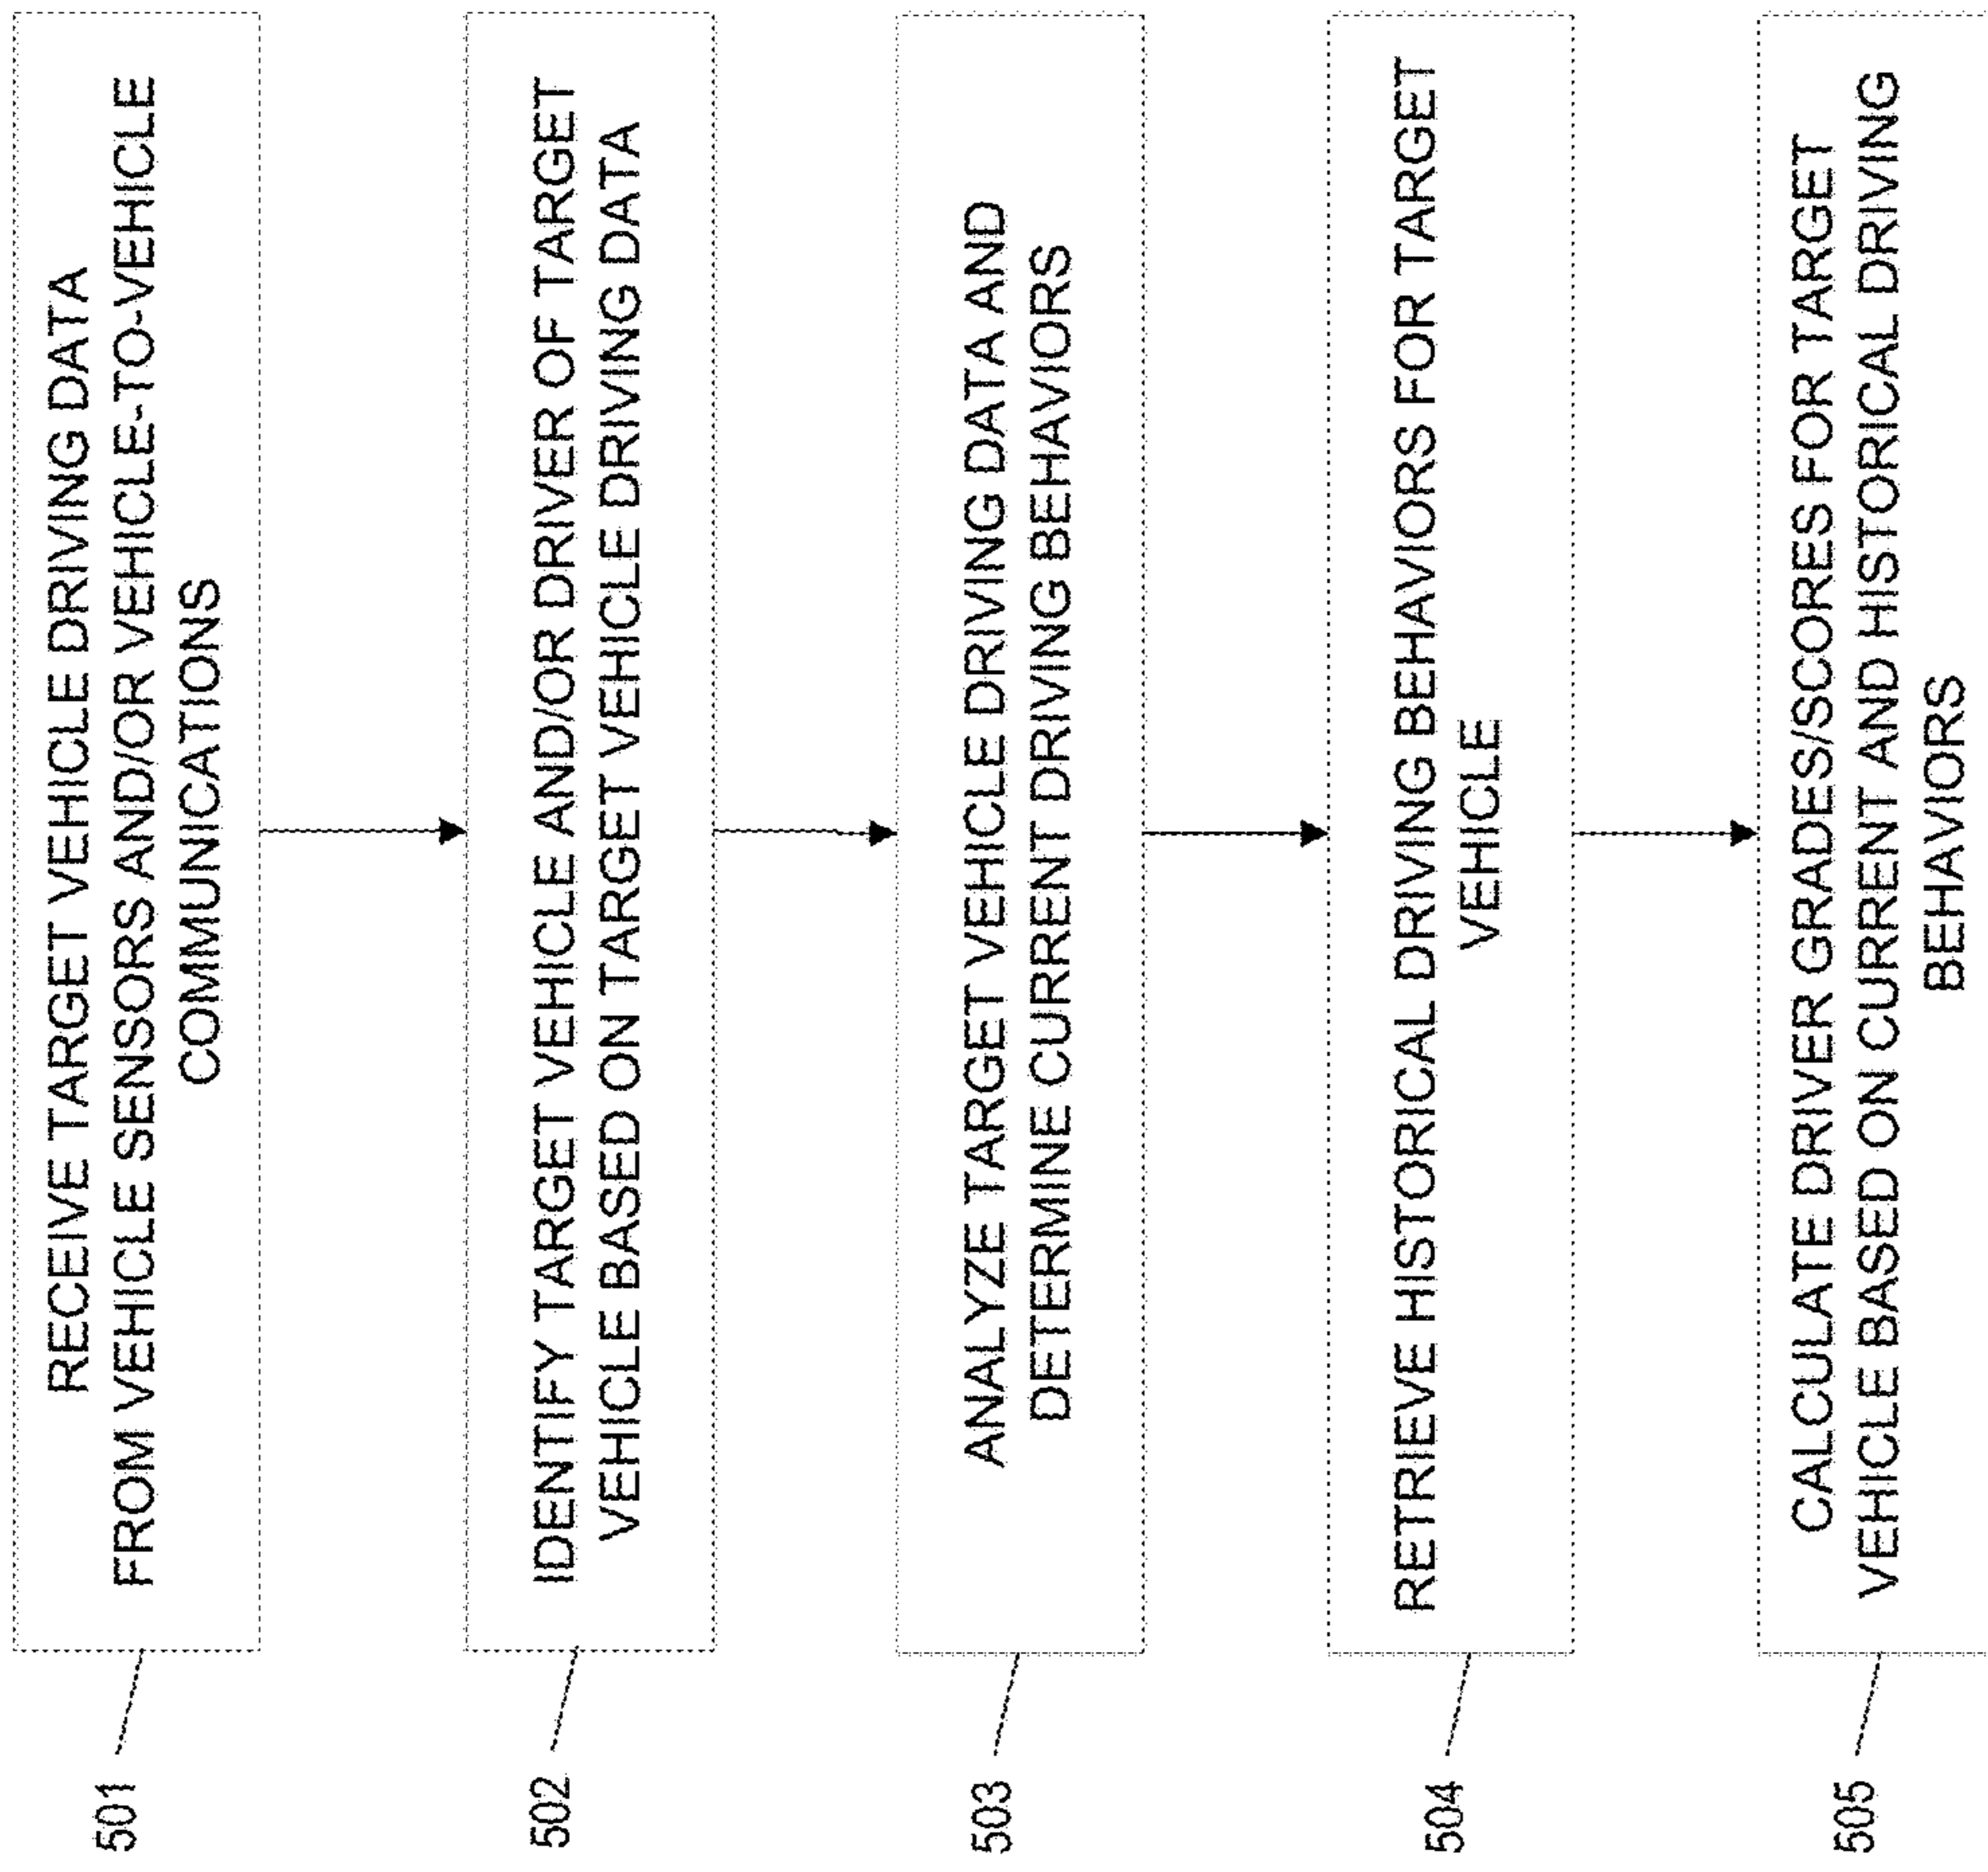 RECEIVE TARGET VEHICLE DRIVING DATA
FROM VEHICLE SENSORS AND/OR VEHICLE-TO-VEHICLE
COMMUNICATIONS
501
IDENTIFY TARGET VEHICLE AND/OR DRIVER OF TARGET
VEHICLE BASED ON TARGET VEHICLE DRIVING DATA
502
ANALYZE TARGET VEHICLE DRIVING DATA AND
DETERMINE CURRENT DRIVING BEHAVIORS
503
RETRIEVE HISTORICAL DRIVING BEHAVIORS FOR TARGET
VEHICLE
504
CALCULATE DRIVER GRADES/SCORES FOR TARGET
VEHICLE BASED ON CURRENT AND HISTORICAL DRIVING
BEHAVIORS
505